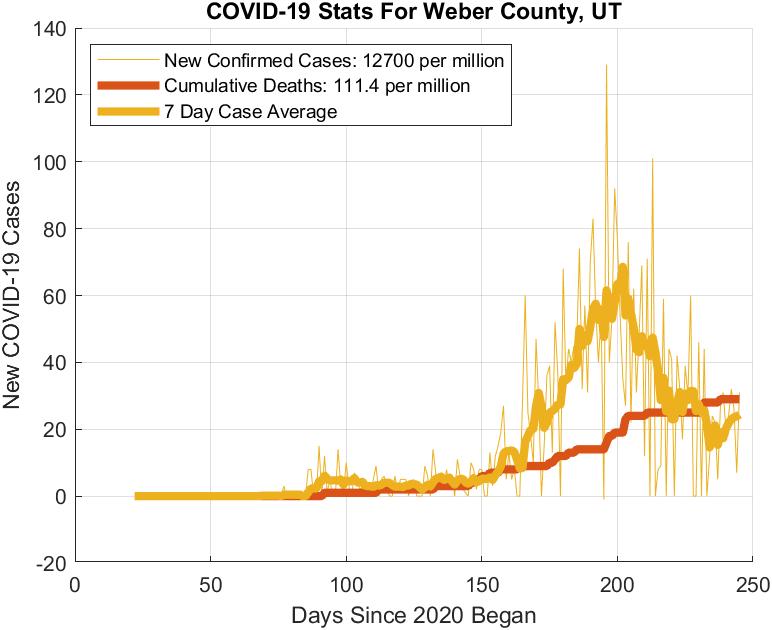 COVID-19 Stats For Weber County, UT
New Confirmed Cases: 12700 per million
Cumulative Deaths: 111.4 per million
7 Day Case Average
New COVID-19 Cases
140
120
100
80
60
40
20
0
-20
0 50 100 150 200 250
Days Since 2020 Began